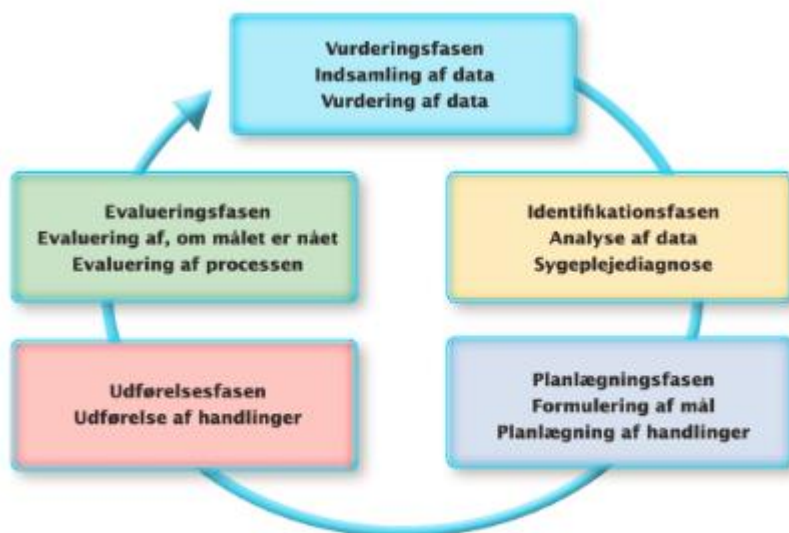 Vurderingsfasen
Indsamling af data
Vurdering af data
Identifikationsfasen
Analyse af data
Sygeplejediagnose
Planlægningsfasen
Formulering af mål
Planlægning af handlinger
Udførelsesfasen
Udførelse af handlinger
Evalueringsfasen
Evaluering af, om målet er nået
Evaluering af processen